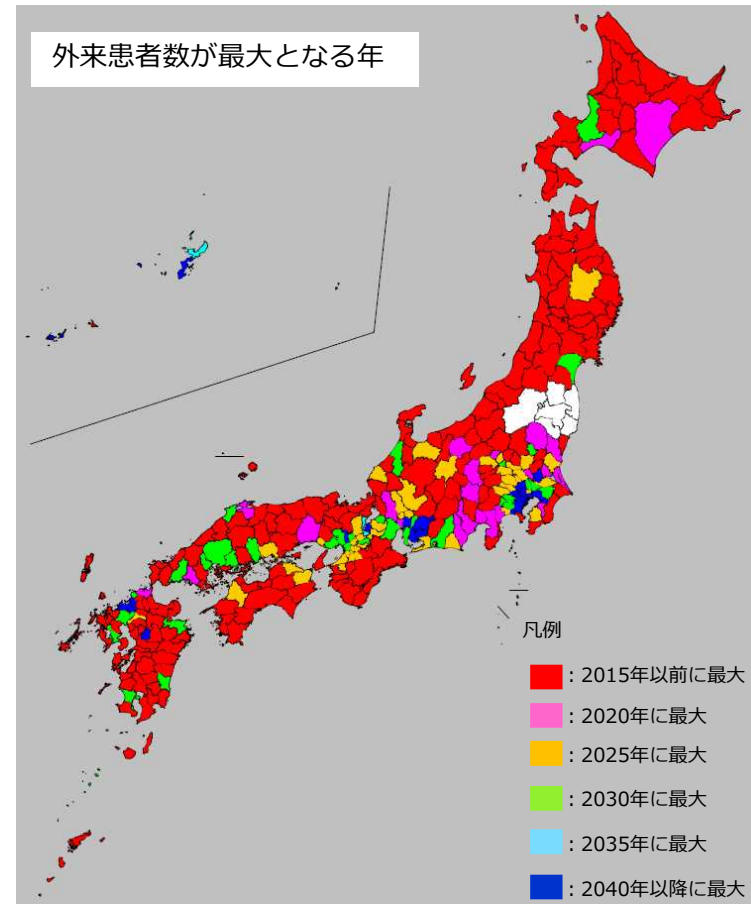 外来患者数が最大となる年
凡例
：2015年以前に最大
：2020年に最大
：2025年に最大
：2030年に最大
：2035年に最大
：2040年以降に最大